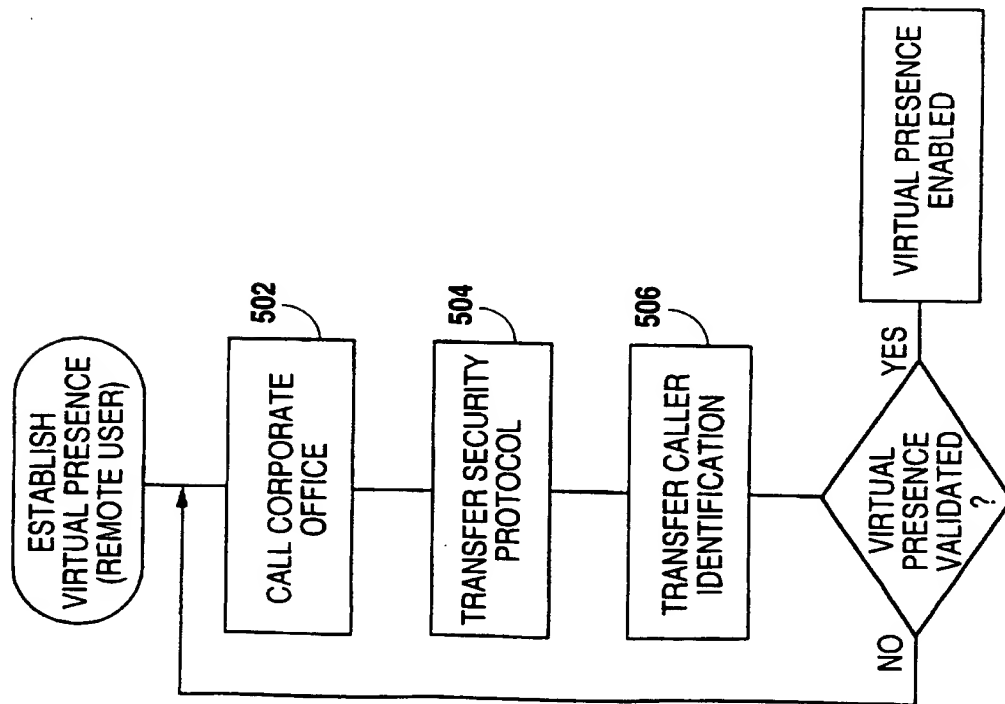 ESTABLISH
VIRTUAL PRESENCE
(REMOTE USER)
502
CALL CORPORATE
OFFICE
504
TRANSFER SECURITY
PROTOCOL
506
TRANSFER CALLER
IDENTIFICATION
VIRTUAL
PRESENCE
VALIDATED
?
NO
YES
VIRTUAL PRESENCE
ENABLED